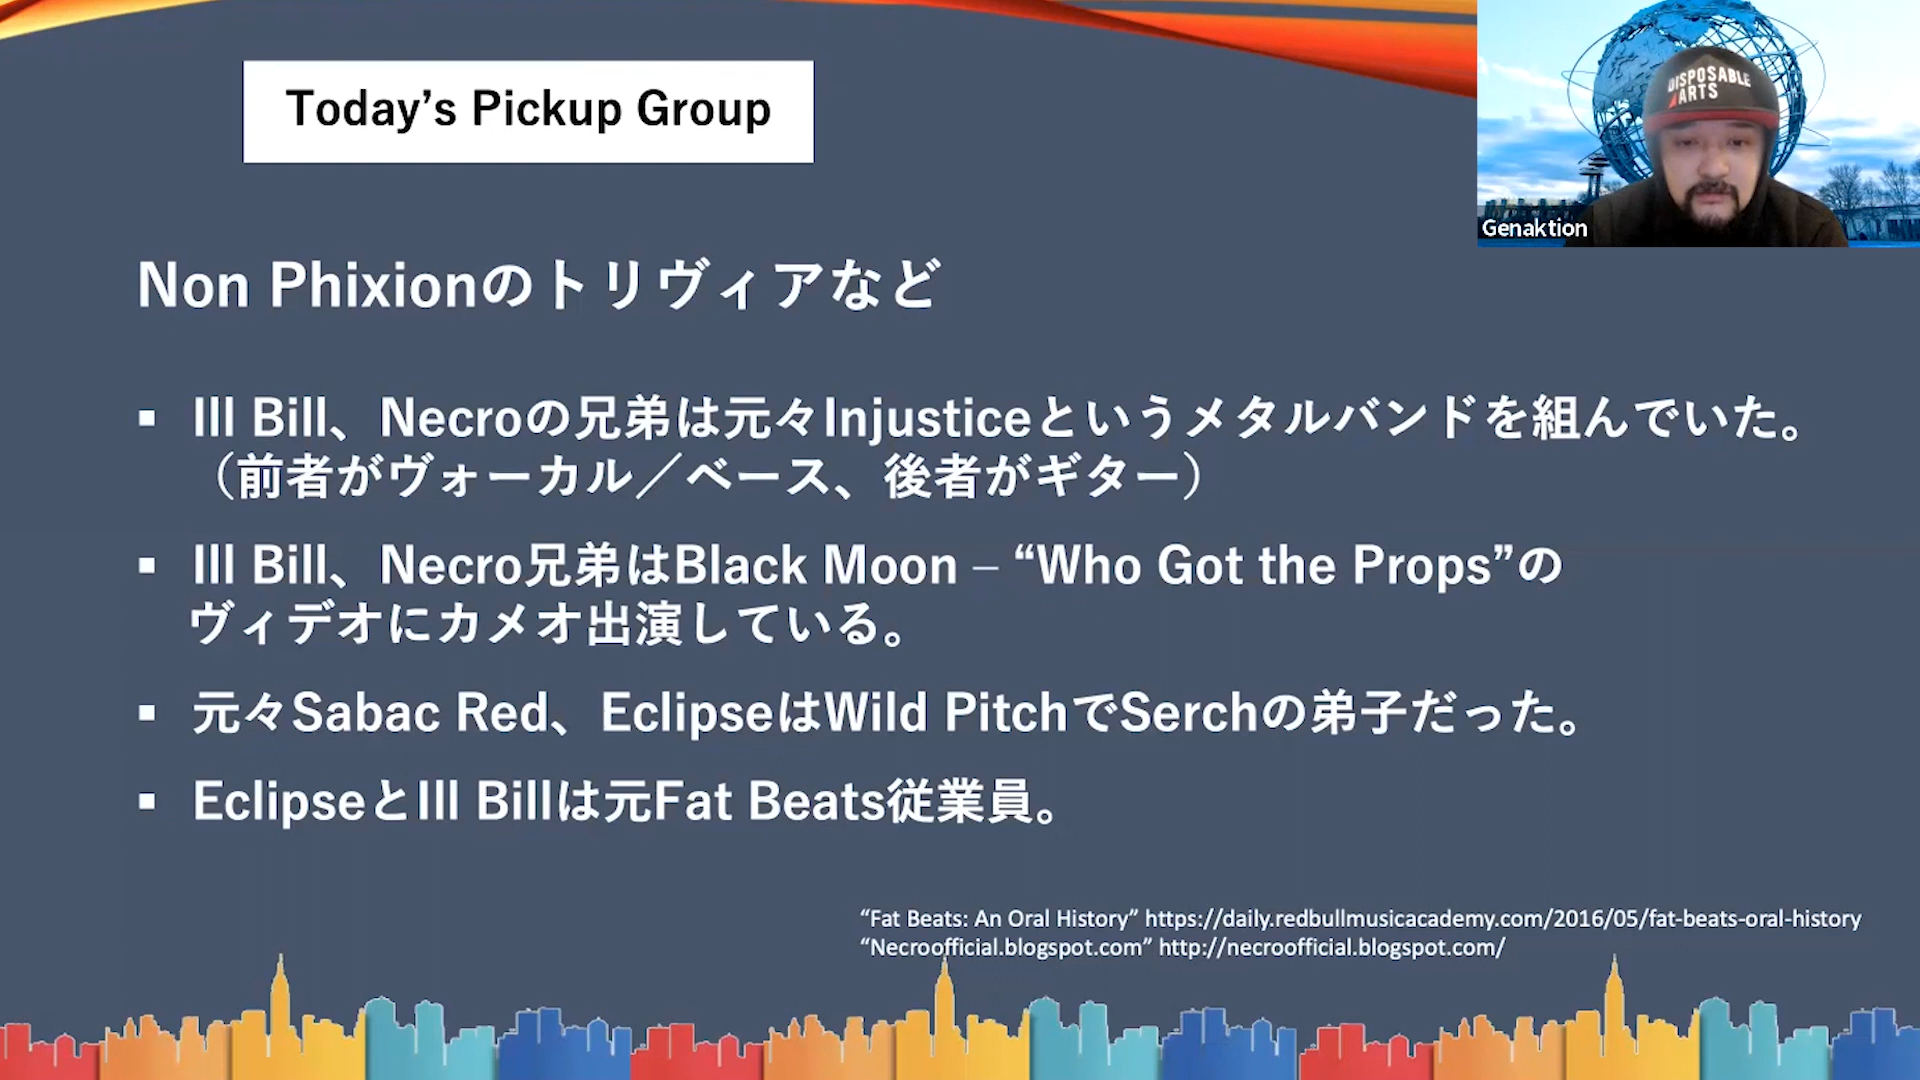 Today’s Pickup Group
DISPOSABLE
ARTS
Genaktion
Non Phixionのトリヴィアなど
▪ Ill Bill、Necroの兄弟は元々Injusticeというメタルバンドを組んでいた。
（前者がヴォーカル／ベース、後者がギター）
▪ Ill Bill、Necro兄弟はBlack Moon – “Who Got the Props”の
ヴィデオにカメオ出演している。
▪ 元々Sabac Red、EclipseはWild PitchでSerchの弟子だった。
▪ EclipseとIll Billは元Fat Beats従業員。
“Fat Beats: An Oral History” https://daily.redbullmusicacademy.com/2016/05/fat-beats-oral-history
“Necroofficial.blogspot.com” http://necroofficial.blogspot.com/